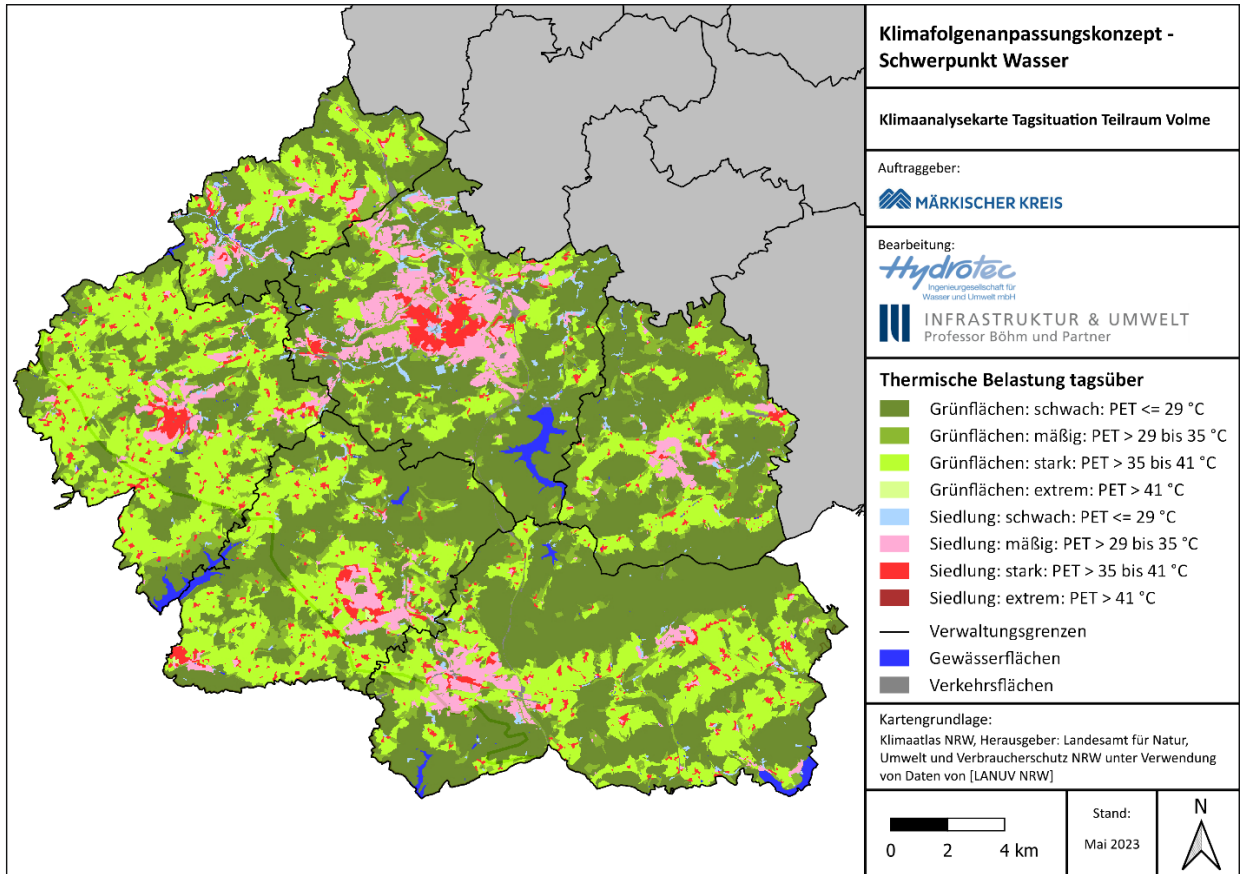 Klimafolgenanpassungskonzept -
Schwerpunkt Wasser
Klimaanalysekarte Tagsituation Teilraum Volme
Auftraggeber:
MÄRKISCHER KREIS
Bearbeitung:
Hydrotec
Ingenieurgesellschaft für
Wasser und Umwelt mbH
INFRASTRUKTUR & UMWELT
Professor Böhm und Partner
Thermische Belastung tagsüber
Grünflächen: schwach: PET <= 29 °C
Grünflächen: mäßig: PET > 29 bis 35 °C
Grünflächen: stark: PET > 35 bis 41 °C
Grünflächen: extrem: PET > 41 °C
Siedlung: schwach: PET <= 29 °C
Siedlung: mäßig: PET > 29 bis 35 °C
Siedlung: stark: PET > 35 bis 41 °C
Siedlung: extrem: PET > 41 °C
Verwaltungsgrenzen
Gewässerflächen
Verkehrsflächen
Kartengrundlage:
Klimaatlas NRW, Herausgeber: Landesamt für Natur,
Umwelt und Verbraucherschutz NRW unter Verwendung
von Daten von [LANUV NRW]
0 2 4 km
Stand:
Mai 2023
N